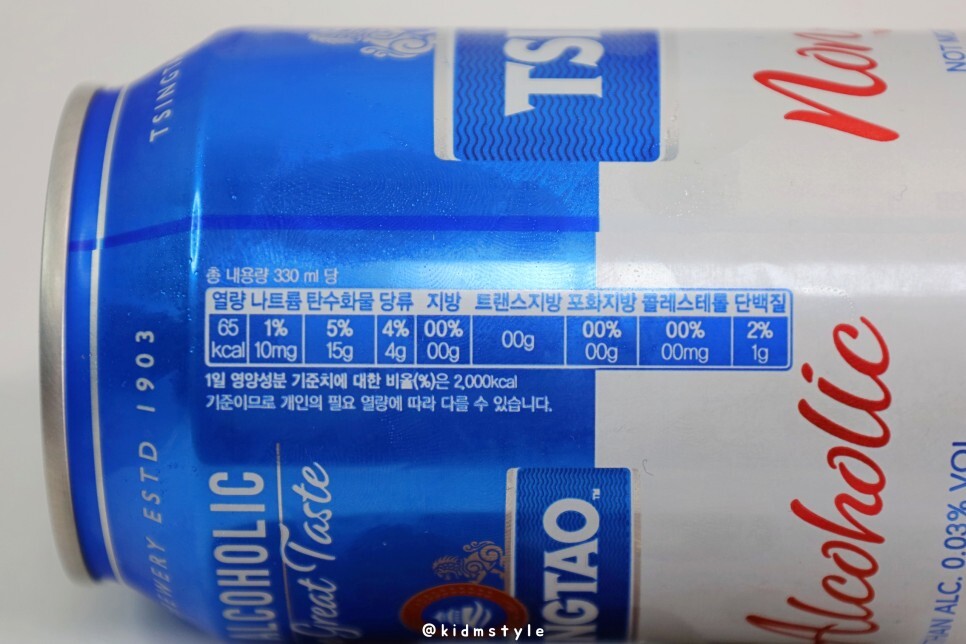 총 내용량 330 ml 당
열량 나트륨 탄수화물 당류 지방 트랜스지방 포화지방 콜레스테롤 단백질
65 1% 5% 4% 00% 00g 00% 00% 2%
kcal 10mg 15g 4g 00g 00g 00mg 1g
1일 영양성분 기준치에 대한 비율(%)은 2,000kcal
기준이므로 개인의 필요 열량에 따라 다를 수 있습니다.
ESTD 1903
ALCOHOLIC
Great Taste
Alcoholic
ALC. 0.03%
@kidmstyle